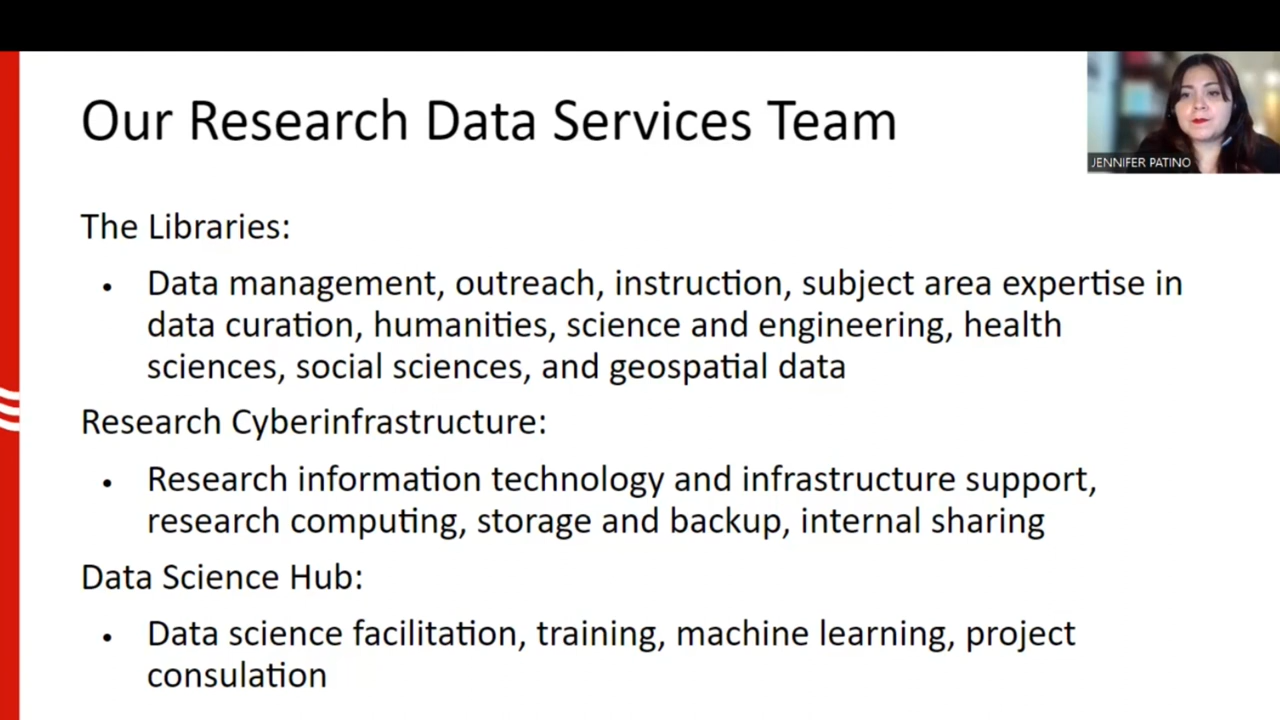 Our Research Data Services Team
JENNIFER PATINO
The Libraries:
• Data management, outreach, instruction, subject area expertise in
data curation, humanities, science and engineering, health
sciences, social sciences, and geospatial data
Research Cyberinfrastructure:
• Research information technology and infrastructure support,
research computing, storage and backup, internal sharing
Data Science Hub:
• Data science facilitation, training, machine learning, project
consulation